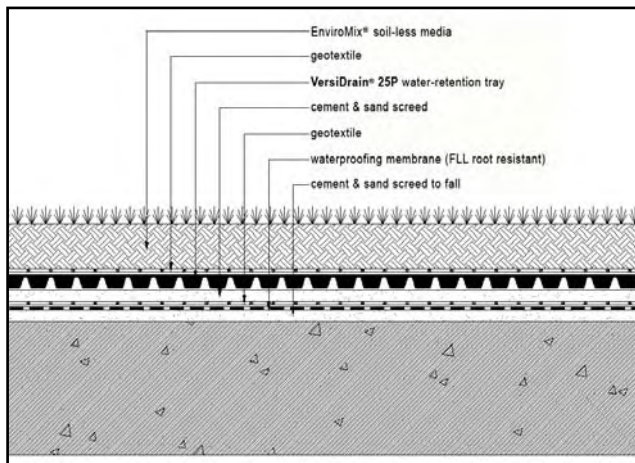 EnviroMix® soil-less media
geotextile
VersiDrain® 25P water-retention tray
cement & sand screed
geotextile
waterproofing membrane (FLL root resistant)
cement & sand screed to fall